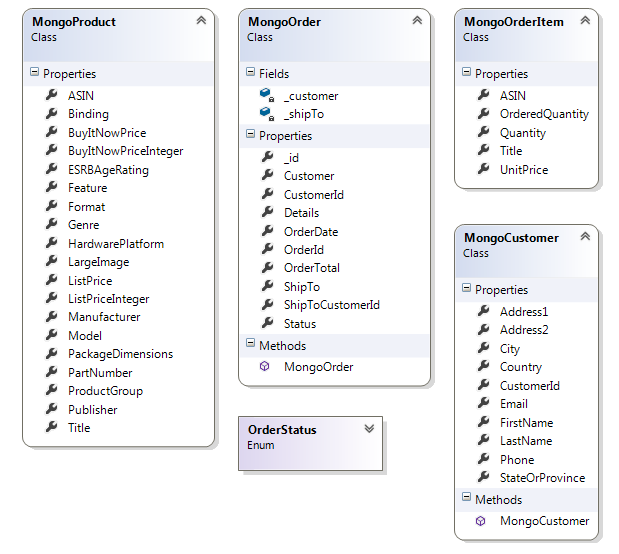 MongoProduct
Class
Properties
ASIN
Binding
BuyItNowPrice
BuyItNowPriceInteger
ESRBAgeRating
Feature
Format
Genre
HardwarePlatform
LargeImage
ListPrice
ListPriceInteger
Manufacturer
Model
PackageDimensions
PartNumber
ProductGroup
Publisher
Title
MongoOrder
Class
Fields
_customer
_shipTo
Properties
_id
Customer
CustomerId
Details
OrderDate
OrderId
OrderTotal
ShipTo
ShipToCustomerId
Status
Methods
MongoOrder
OrderStatus
Enum
MongoOrderItem
Class
Properties
ASIN
OrderedQuantity
Quantity
Title
UnitPrice
MongoCustomer
Class
Properties
Address1
Address2
City
Country
CustomerId
Email
FirstName
LastName
Phone
StateOrProvince
Methods
MongoCustomer